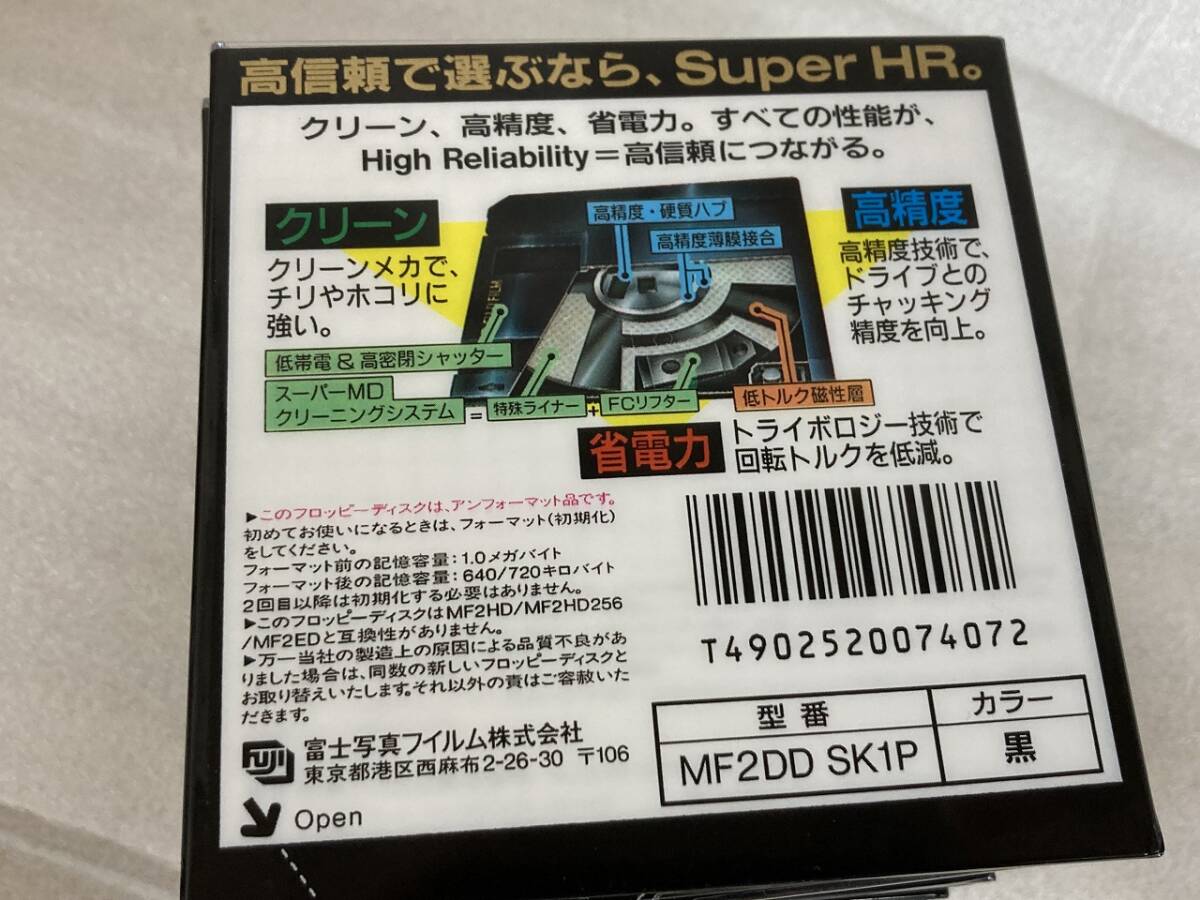 高信頼で選ぶなら、Super HR。
クリーン、高精度、省電力。すべての性能が、
High Reliability=高信頼につながる。
クリーン
クリーンメカで、
チリやホコリに
強い。
高精度・硬質ハブ
高精度薄膜接合
高精度
高精度技術で、
ドライブとの
チャッキング
精度を向上。
低帯電 & 高密閉シャッター
スーパーMD
クリーニングシステム = 特殊ライナー + FCリフター
低トルク磁性層
省電力
トライボロジー技術で
回転トルクを低減。
▶このフロッピーディスクは、アンフォーマット品です。
初めてお使いになるときは、フォーマット(初期化)
をしてください。
フォーマット前の記憶容量:1.0メガバイト
フォーマット後の記憶容量:640/720キロバイト
2回目以降は初期化する必要はありません。
▶このフロッピーディスクはMF2HD/MF2HD256
/MF2EDと互換性がありません。
▶万一当社の製造上の原因による品質不良があ
りました場合は、同数の新しいフロッピーディスクと
お取り替えいたします。それ以外の責はご容赦いた
だきます。
T4902520074072
型番
カラー
MF2DD SK1P
黒
FUJI
富士写真フイルム株式会社
東京都港区西麻布2-26-30 〒106
Open